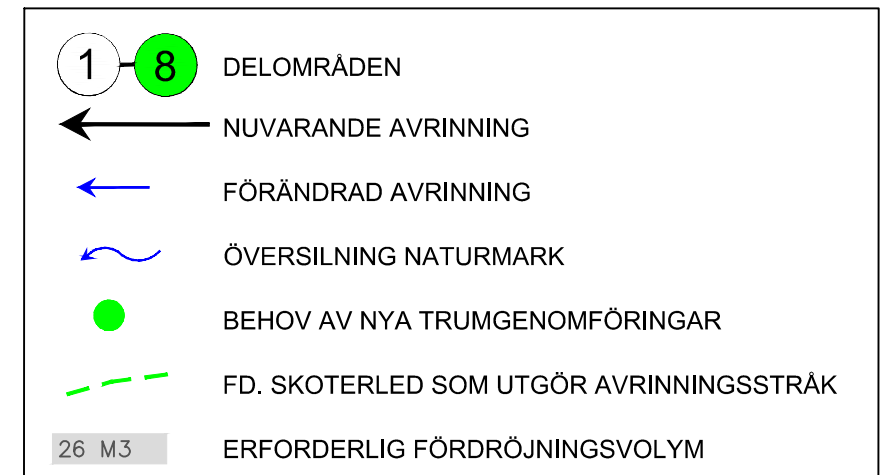 1 - 8 DELOMRÅDEN
NUVARANDE AVRINNING
FÖRÄNDRAD AVRINNING
ÖVERSILNING NATURMARK
BEHOV AV NYA TRUMGENOMFÖRINGAR
FD. SKOTERLED SOM UTGÖR AVRINNINGSSTRÅK
26 M3 ERFORDERLIG FÖRDRÖJNINGSVOLYM